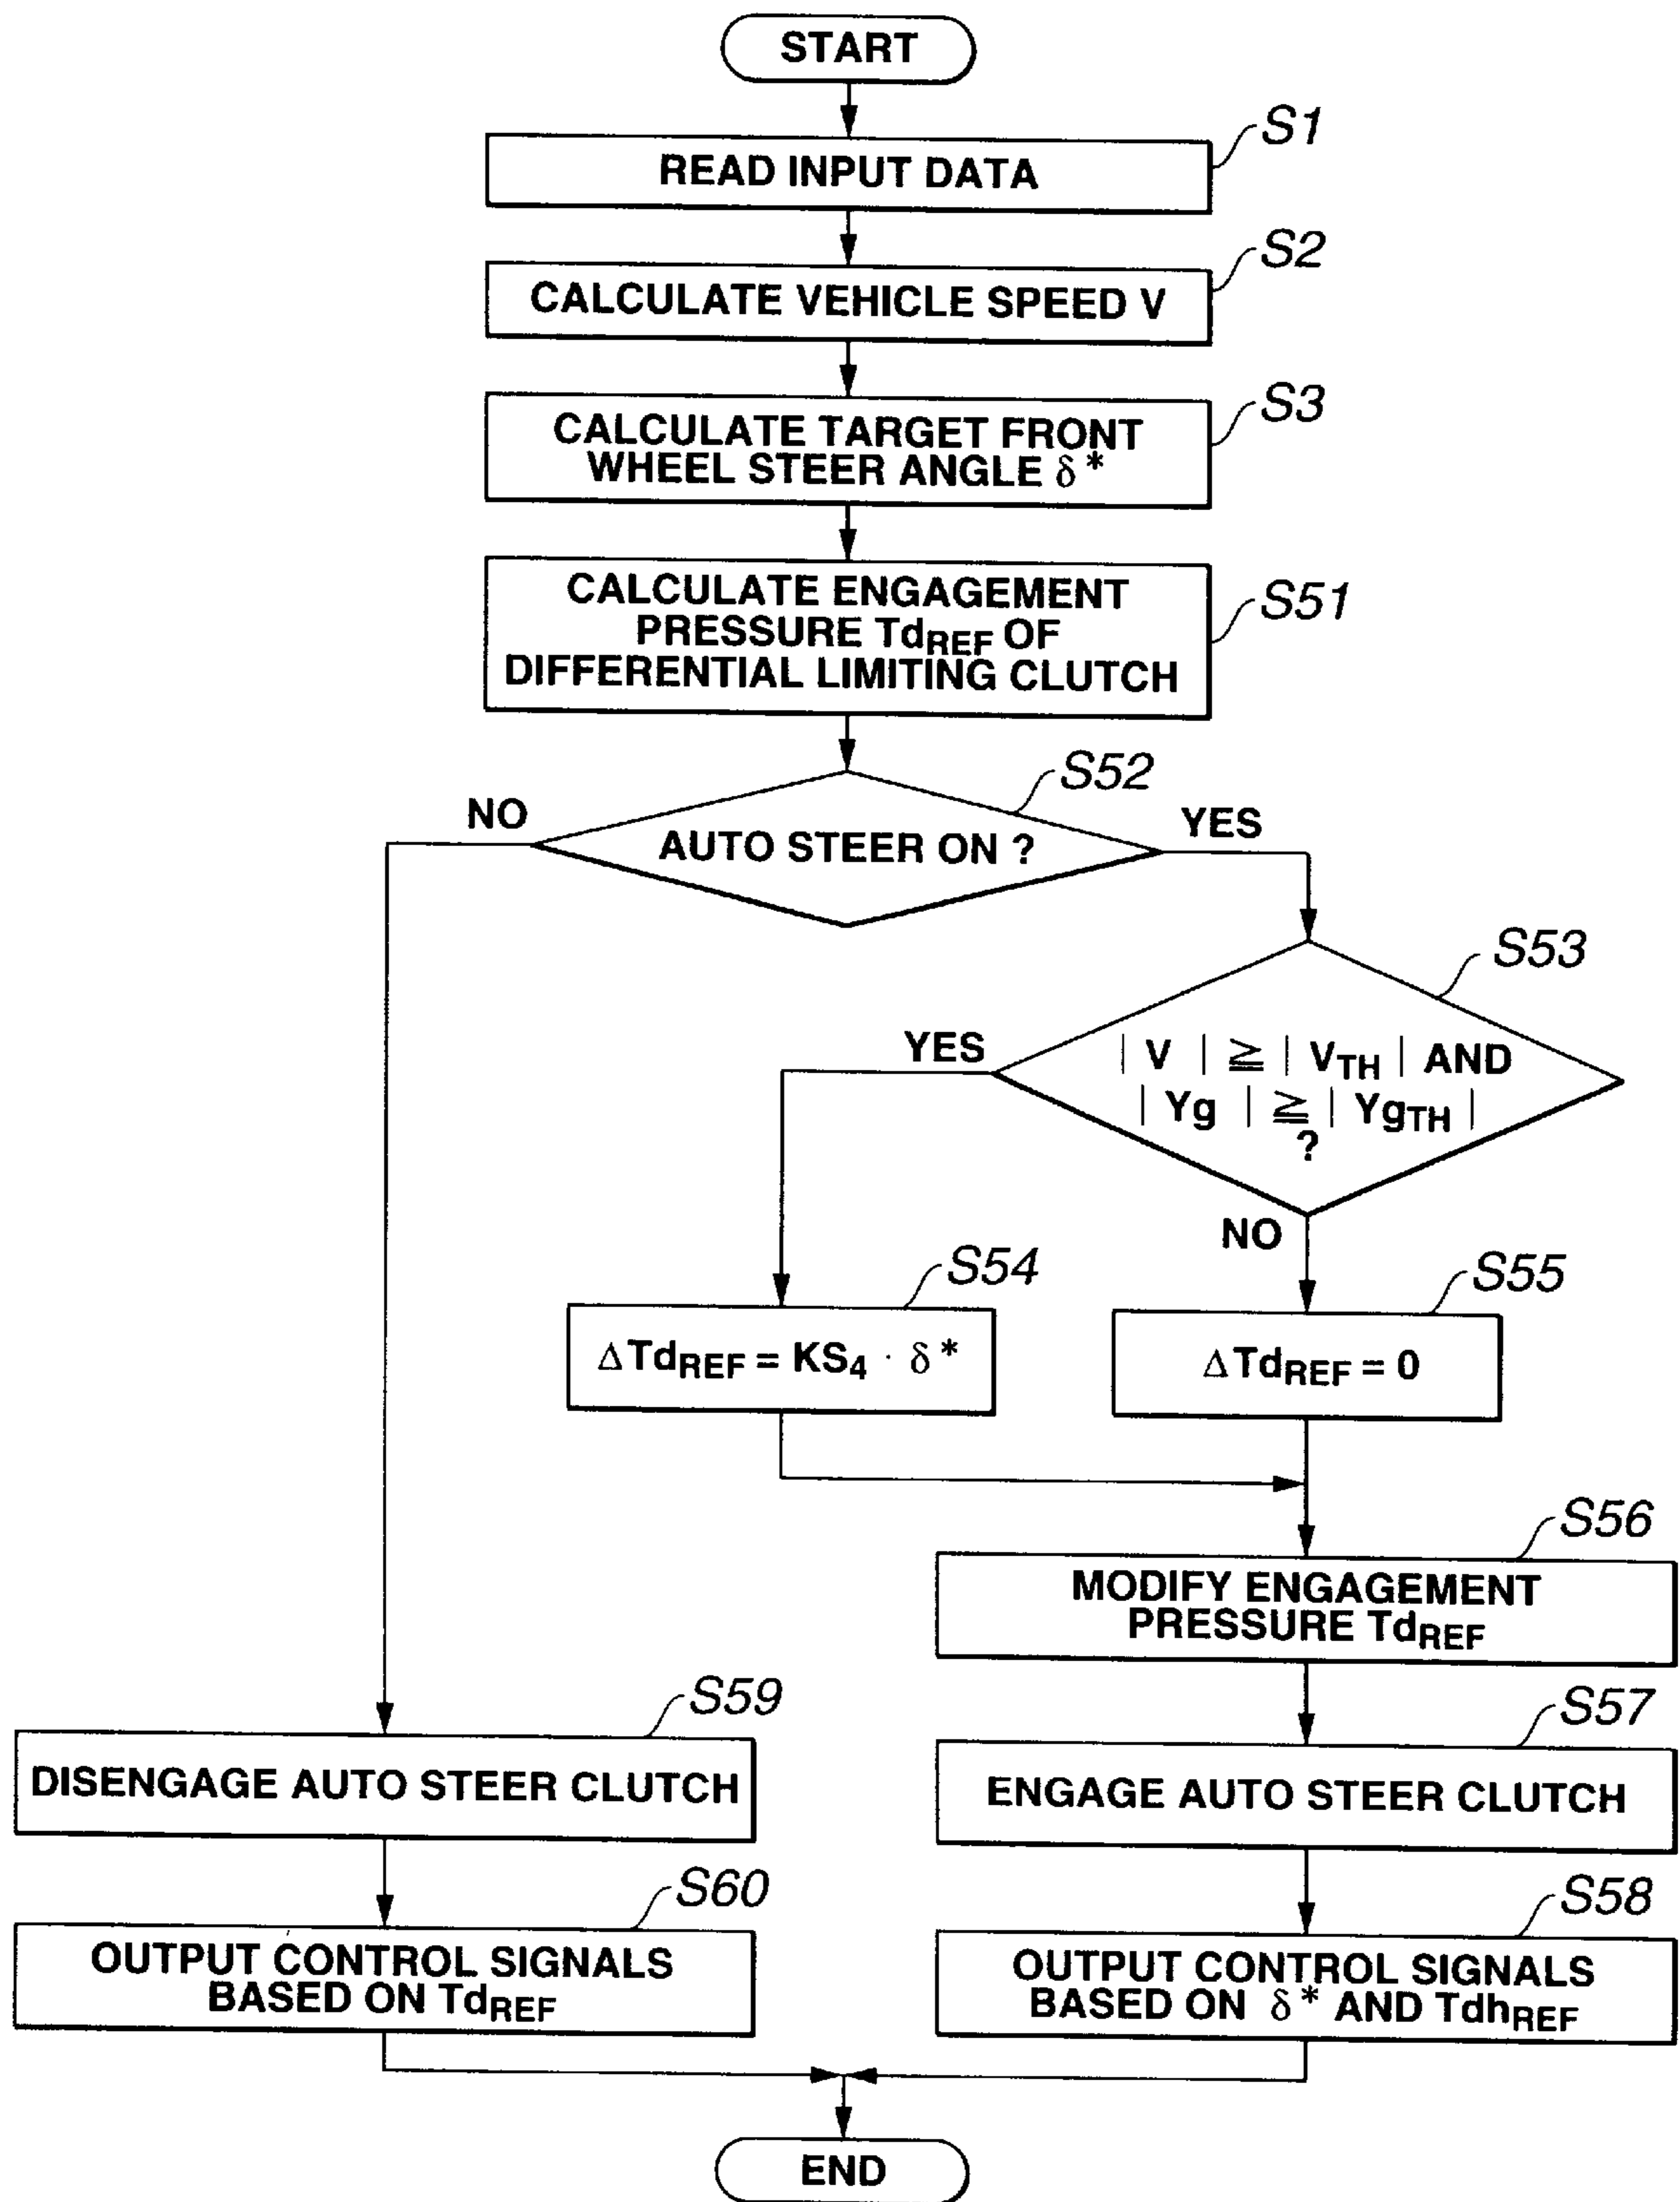 START
S1
READ INPUT DATA
S2
CALCULATE VEHICLE SPEED V
S3
CALCULATE TARGET FRONT
WHEEL STEER ANGLE δ*
S51
CALCULATE ENGAGEMENT
PRESSURE TdREF OF
DIFFERENTIAL LIMITING CLUTCH
S52
NO
AUTO STEER ON ?
YES
S53
YES
| V | ≧ | VTH | AND
| Yg | ≧ | YgTH |
?
NO
S54
ΔTdREF = KS4 · δ*
S55
ΔTdREF = 0
S56
MODIFY ENGAGEMENT
PRESSURE TdREF
S59
DISENGAGE AUTO STEER CLUTCH
S57
ENGAGE AUTO STEER CLUTCH
S60
OUTPUT CONTROL SIGNALS
BASED ON TdREF
S58
OUTPUT CONTROL SIGNALS
BASED ON δ* AND TdhREF
END